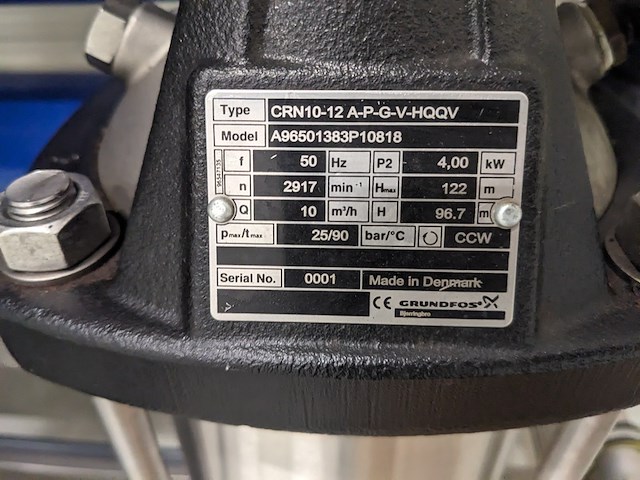 Type CRN10-12 A-P-G-V-HQQV
Model A96501383P10818
f 50 Hz P2 4,00 kW
n 2917 min⁻¹ Hmax 122 m
Q 10 m³/h H 96.7 m
pmax/tmax 25/90 bar/°C CCW
Serial No. 0001 Made in Denmark
CE GRUNDFOS X
Bjerringbro